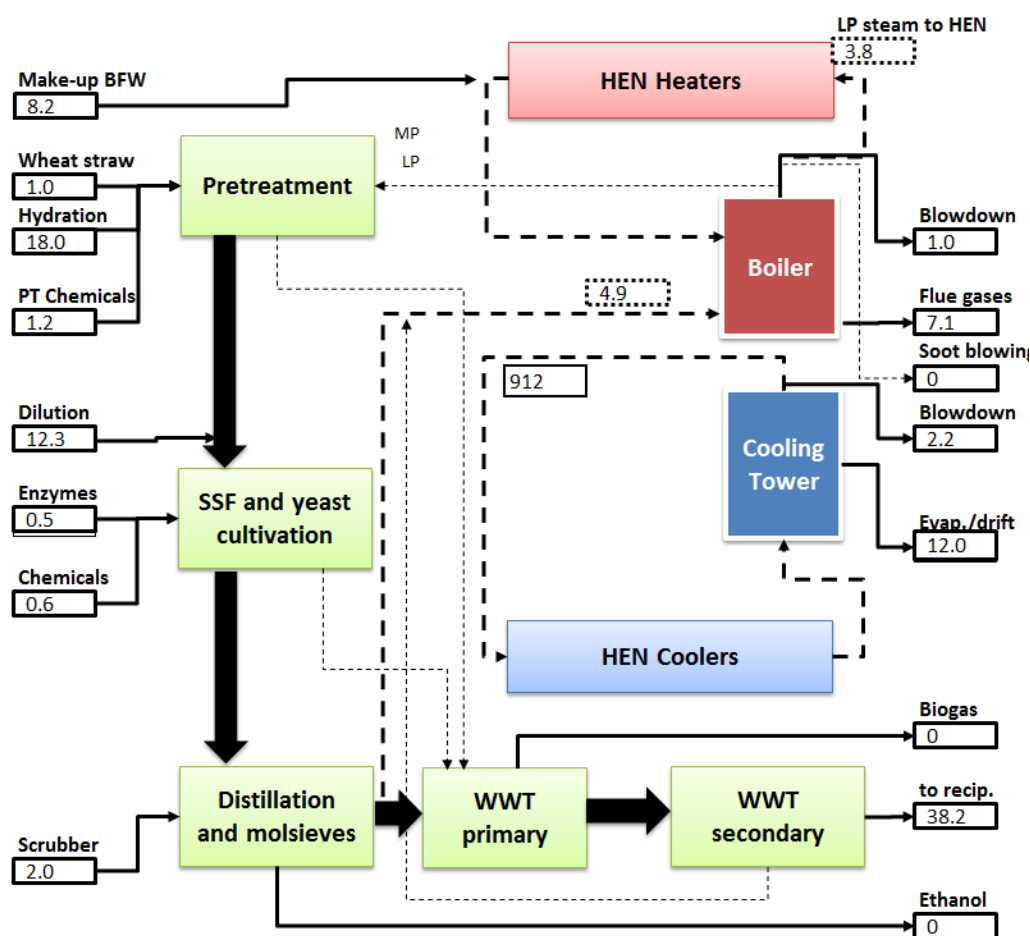 LP steam to HEN
3.8
HEN Heaters
Make-up BFW
8.2
MP
LP
Wheat straw
1.0
Pretreatment
Hydration
18.0
Boiler
Blowdown
1.0
PT Chemicals
1.2
4.9
Flue gases
7.1
Soot blowing
0
912
Dilution
12.3
Cooling
Tower
Blowdown
2.2
Enzymes
0.5
SSF and yeast
cultivation
Evap./drift
12.0
Chemicals
0.6
HEN Coolers
Biogas
0
Distillation
and molsieves
WWT
primary
WWT
secondary
to recip.
38.2
Scrubber
2.0
Ethanol
0